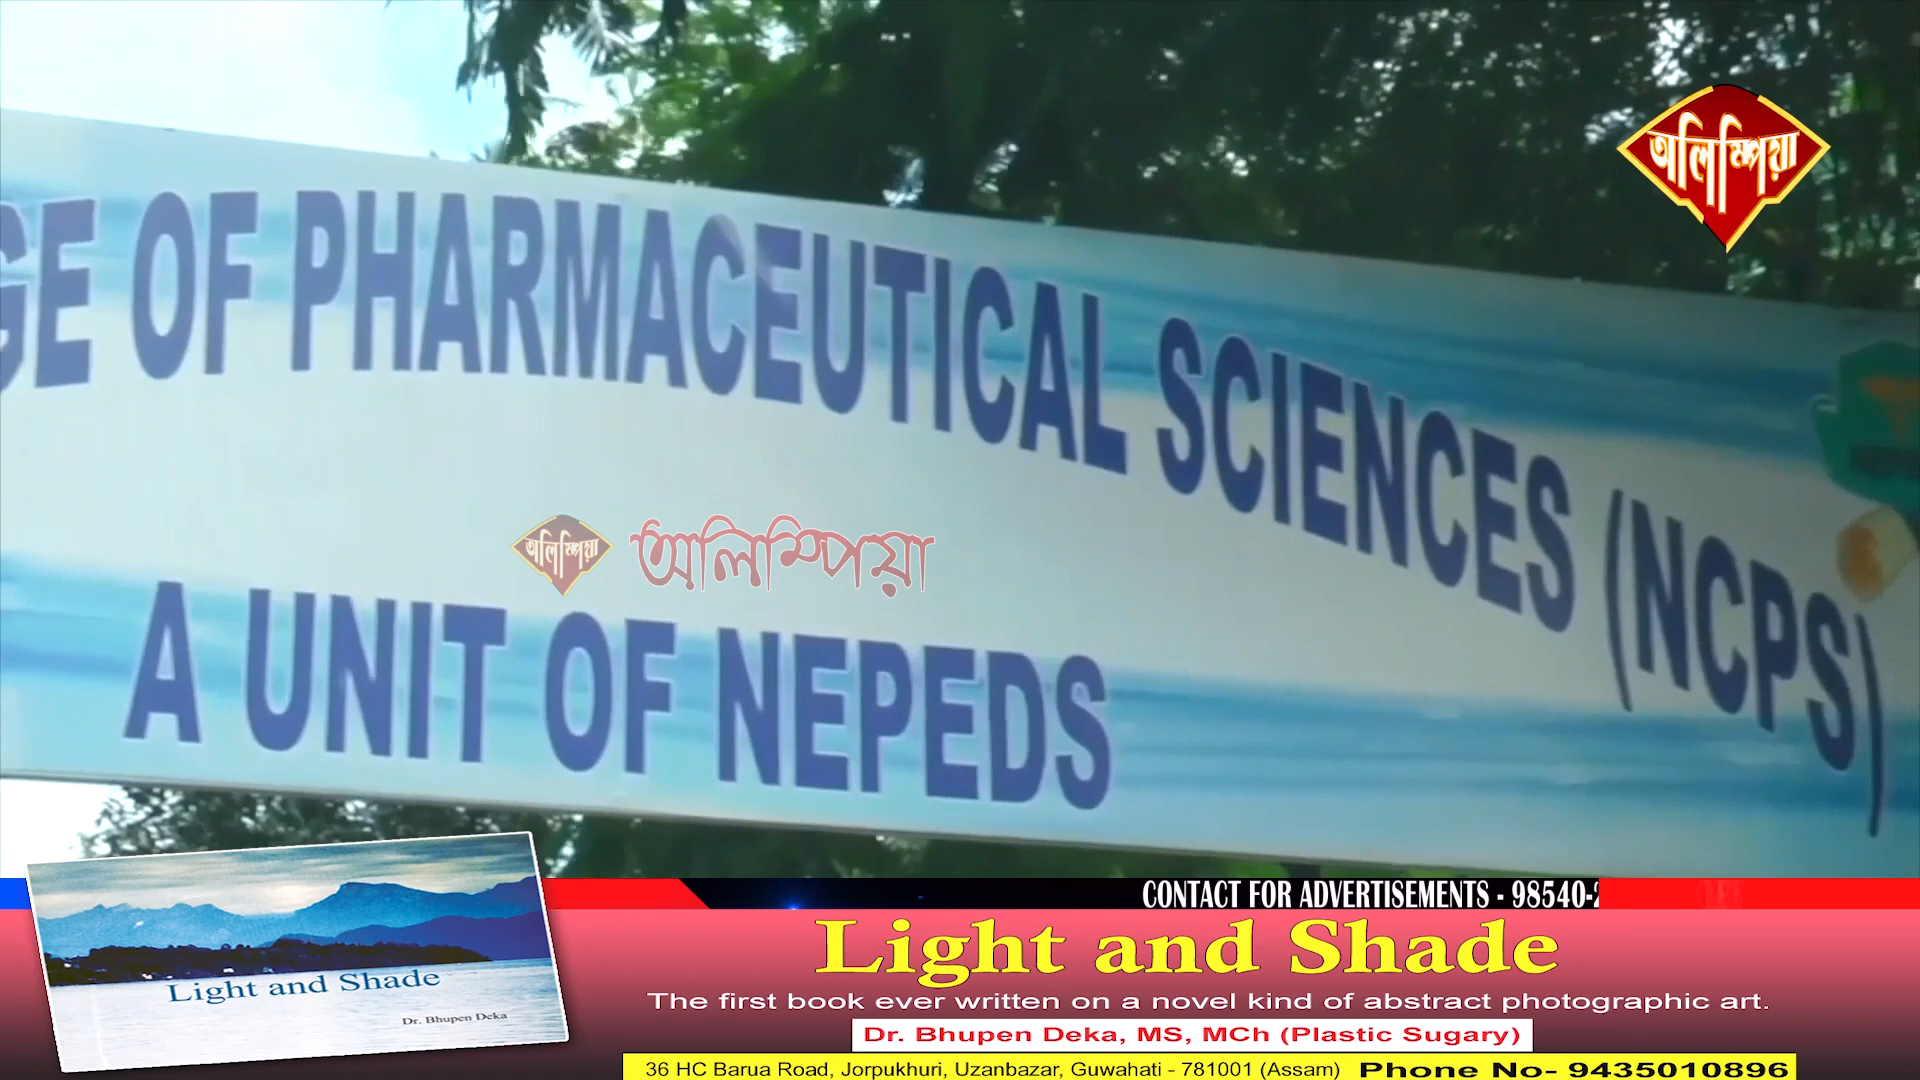 অলিম্পিয়া
GE OF PHARMACEUTICAL SCIENCES (NCPS)
অলিম্পিয়া অলিম্পিয়া
A UNIT OF NEPEDS
CONTACT FOR ADVERTISEMENTS - 98540-
Light and Shade
Dr. Bhupen Deka
Light and Shade
The first book ever written on a novel kind of abstract photographic art.
Dr. Bhupen Deka, MS, MCh (Plastic Sugary)
36 HC Barua Road, Jorpukhuri, Uzanbazar, Guwahati - 781001 (Assam) Phone No- 9435010896